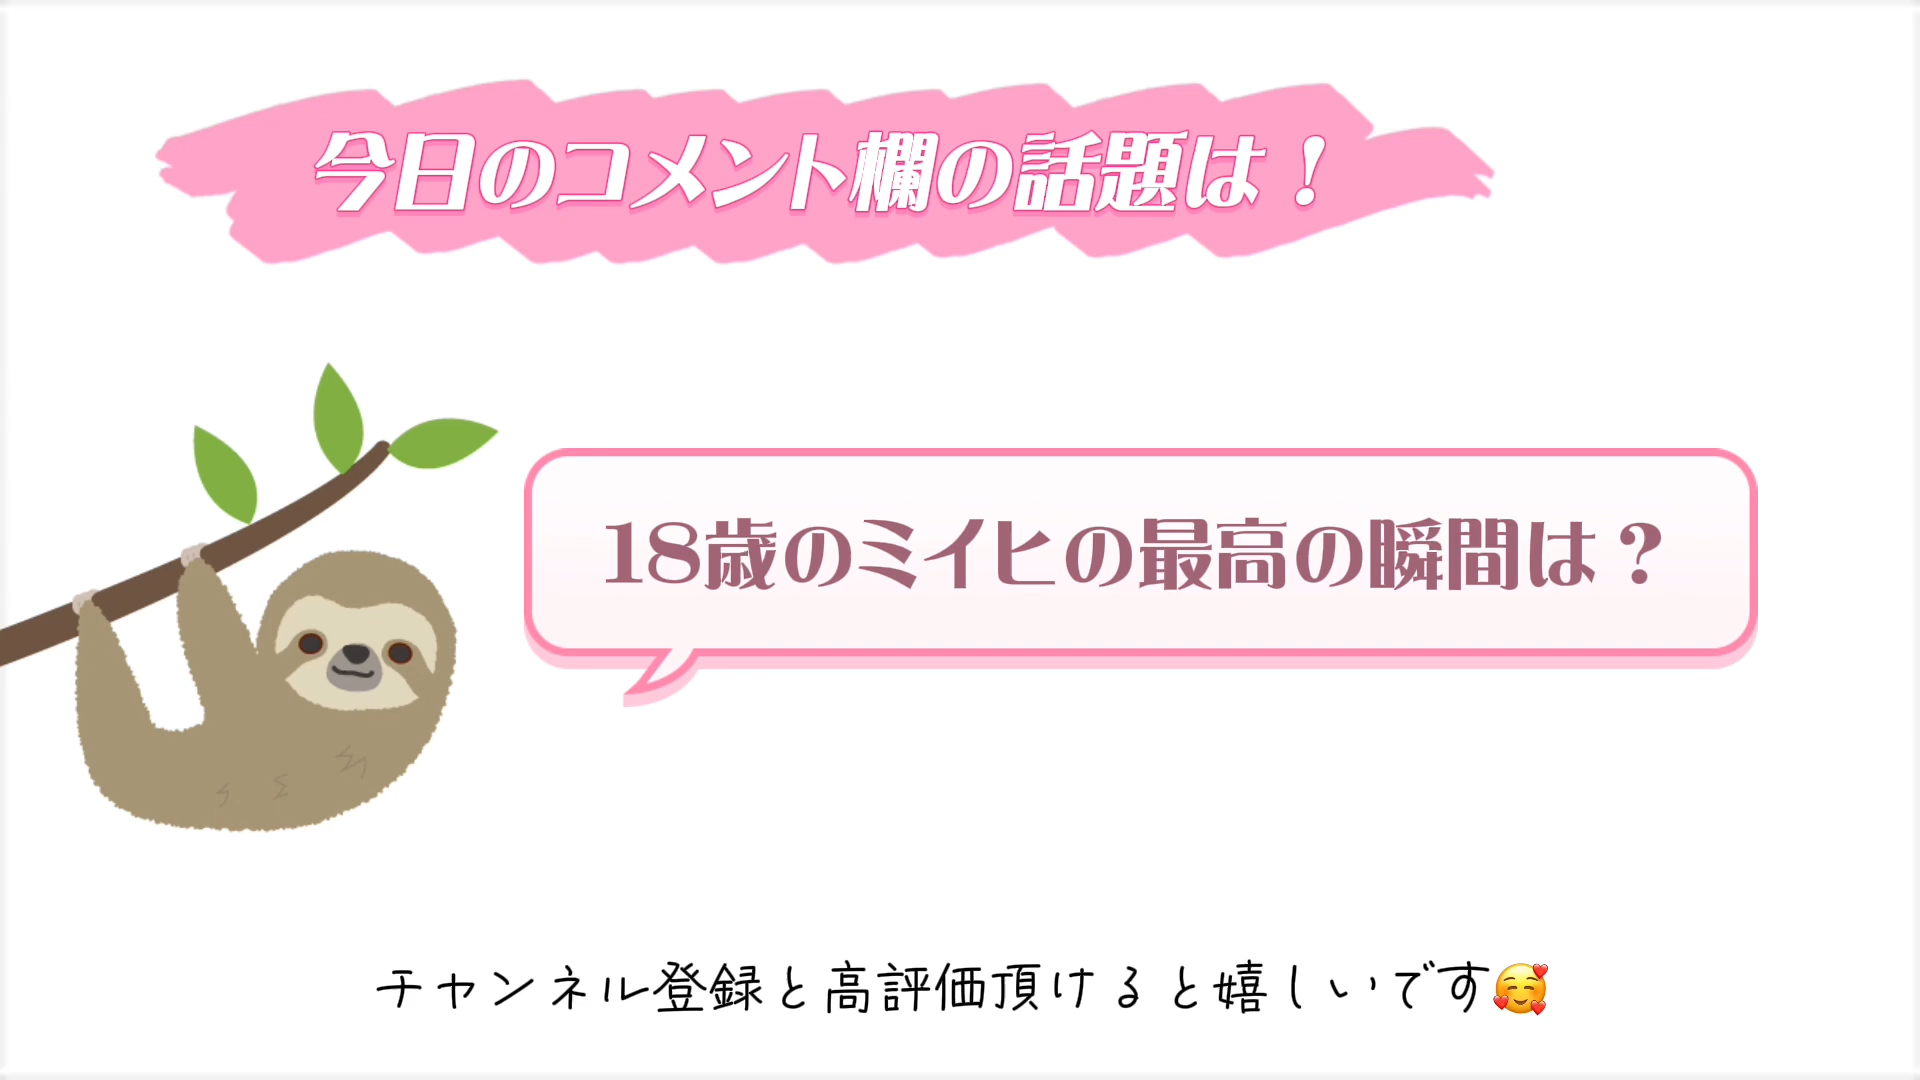 今日のコメント欄の話題は！
18歳のミイヒの最高の瞬間は？
チャンネル登録と高評価頂けると嬉しいです🥰